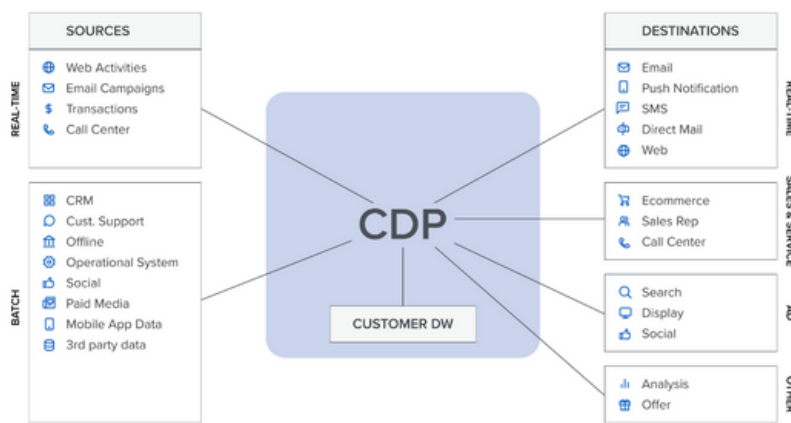 SOURCES
REAL-TIME
Web Activities
Email Campaigns
Transactions
Call Center
BATCH
CRM
Cust. Support
Offline
Operational System
Social
Paid Media
Mobile App Data
3rd party data
CDP
CUSTOMER DW
DESTINATIONS
Email
Push Notification
SMS
Direct Mail
Web
REAL-TIME
Ecommerce
Sales Rep
Call Center
SALES & SERVICE
Search
Display
Social
AD
Analysis
Offer
OTHER